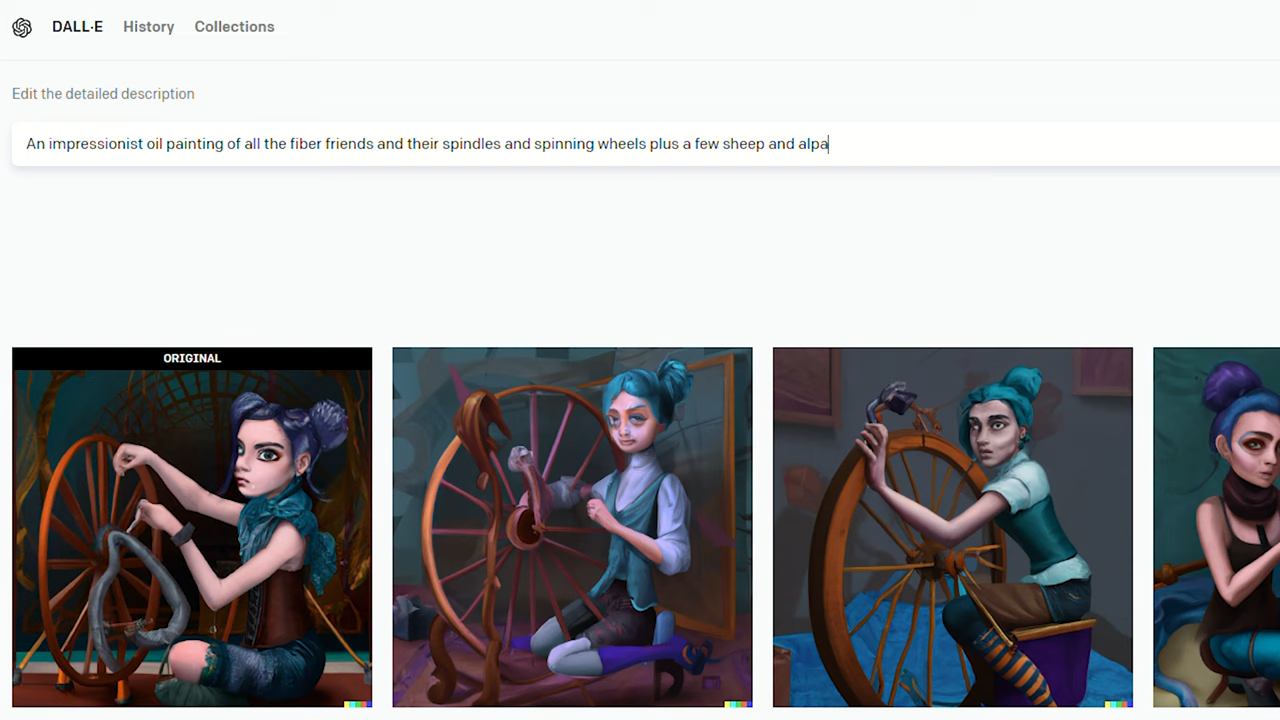 DALL·E History Collections
Edit the detailed description
An impressionist oil painting of all the fiber friends and their spindles and spinning wheels plus a few sheep and alpa
ORIGINAL